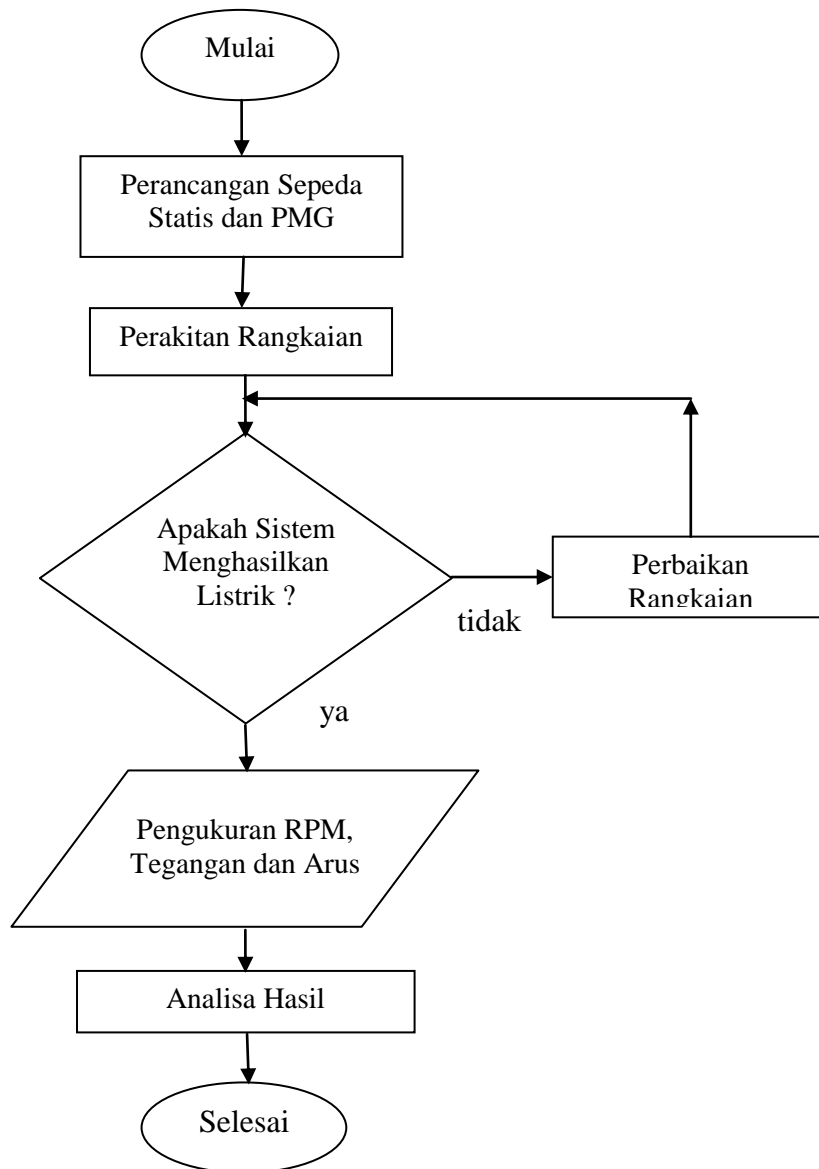 Mulai
Perancangan Sepeda
Statis dan PMG
Perakitan Rangkaian
Apakah Sistem
Menghasilkan
Listrik ?
tidak
Perbaikan
Rangkaian
ya
Pengukuran RPM,
Tegangan dan Arus
Analisa Hasil
Selesai